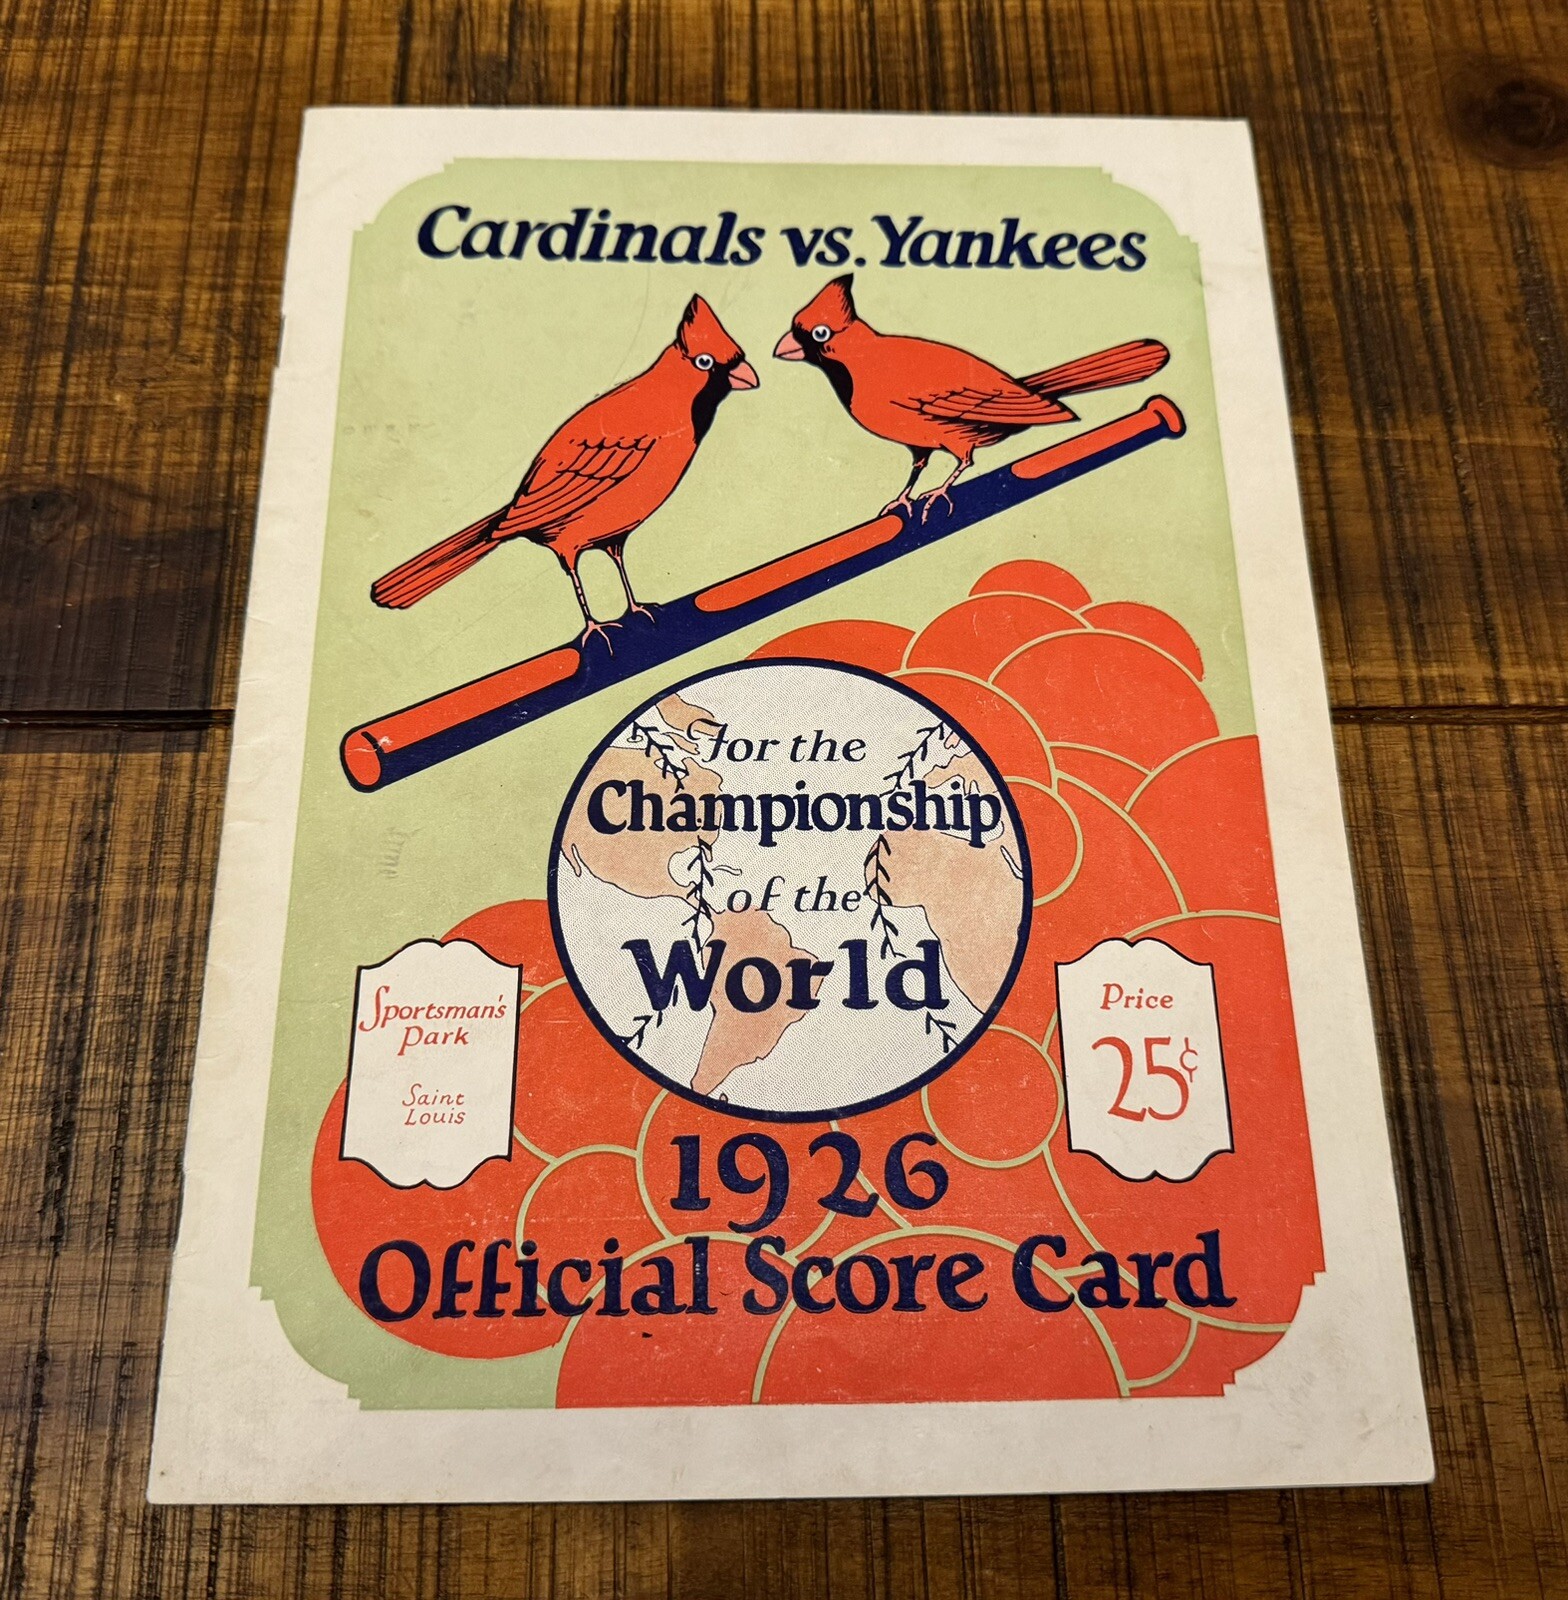 Cardinals vs. Yankees
for the
Championship
of the
World
Sportsman's
Park
Saint
Louis
Price
25¢
1926
Official Score Card